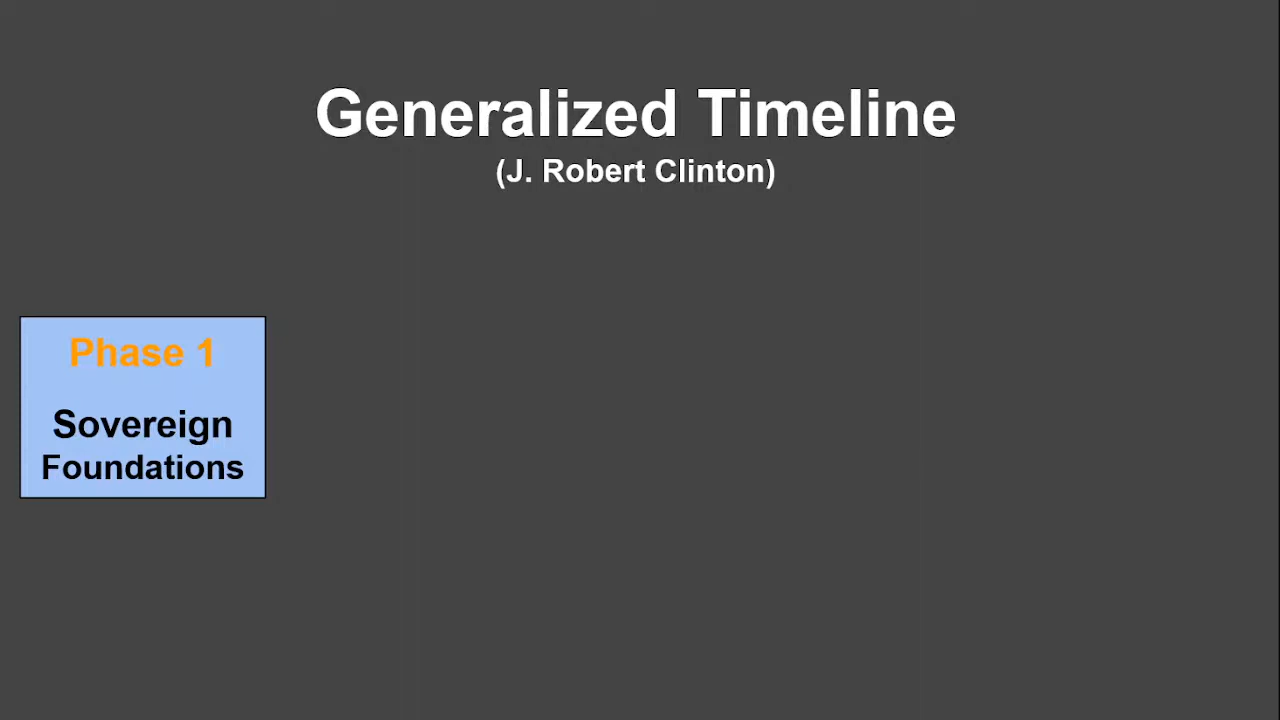 Generalized Timeline
(J. Robert Clinton)
Phase 1
Sovereign
Foundations